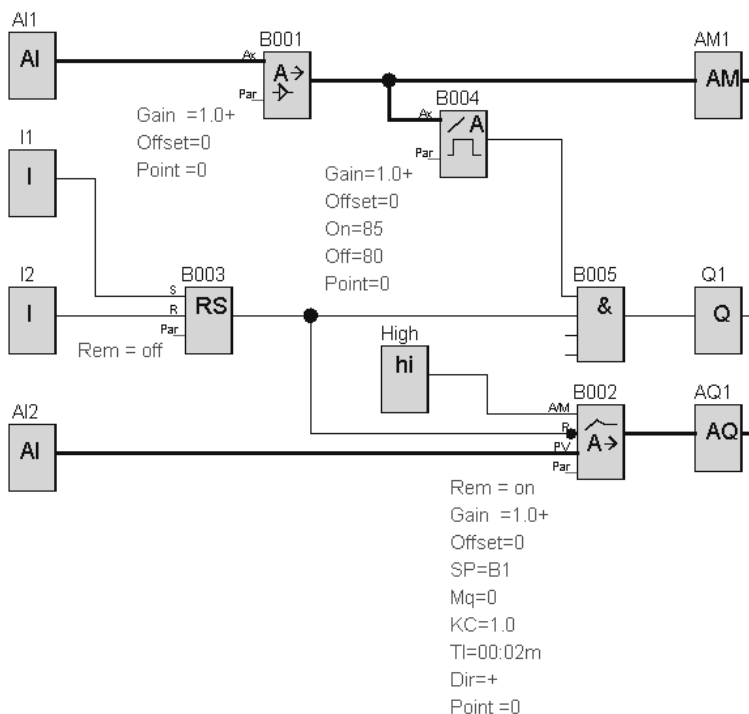 AI1
AI
B001
Ax
A→
Par
Gain =1.0+
Offset=0
Point =0
AM1
AM
B004
Ax
A
Par
Gain=1.0+
Offset=0
On=85
Off=80
Point=0
I1
I
I2
I
B003
S
R
RS
Par
Rem = off
High
hi
B005
&
Q1
Q
AI2
AI
B002
A/M
R
PV
A→
Par
AQ1
AQ
Rem = on
Gain =1.0+
Offset=0
SP=B1
Mq=0
KC=1.0
TI=00:02m
Dir=+
Point =0